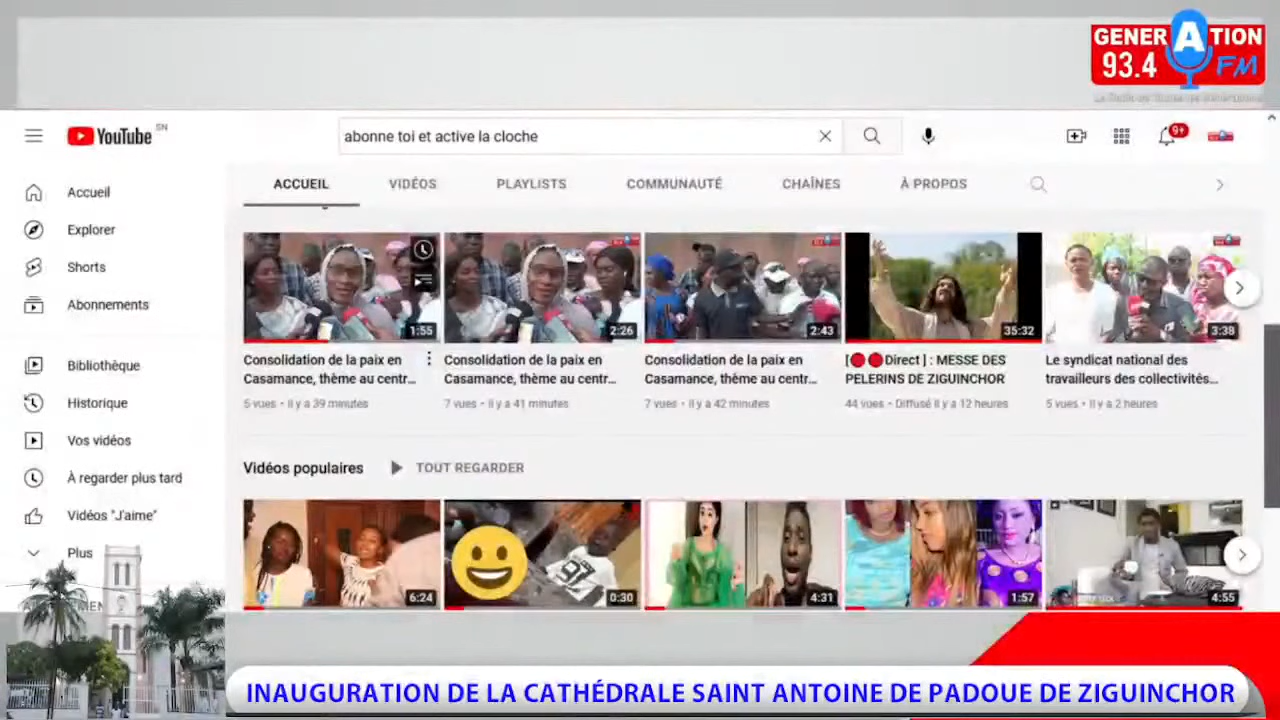 GENERATION
93.4 FM
YouTube SN
abonne toi et active la cloche
9+
Accueil
Explorer
Shorts
Abonnements
Bibliothèque
Historique
Vos vidéos
À regarder plus tard
Vidéos "J'aime"
Plus
ACCUEIL VIDÉOS PLAYLISTS COMMUNAUTÉ CHAÎNES À PROPOS
1:55
2:26
2:43
35:32
3:38
Consolidation de la paix en
Casamance, thème au centr...
5 vues • Il y a 39 minutes
Consolidation de la paix en
Casamance, thème au centr...
7 vues • Il y a 41 minutes
Consolidation de la paix en
Casamance, thème au centr...
7 vues • Il y a 42 minutes
[🔴🔴Direct ] : MESSE DES
PELERINS DE ZIGUINCHOR
44 vues • Diffusé il y a 12 heures
Le syndicat national des
travailleurs des collectivités...
5 vues • Il y a 2 heures
Vidéos populaires TOUT REGARDER
6:24
0:30
4:31
1:57
4:55
INAUGURATION DE LA CATHÉDRALE SAINT ANTOINE DE PADOUE DE ZIGUINCHOR